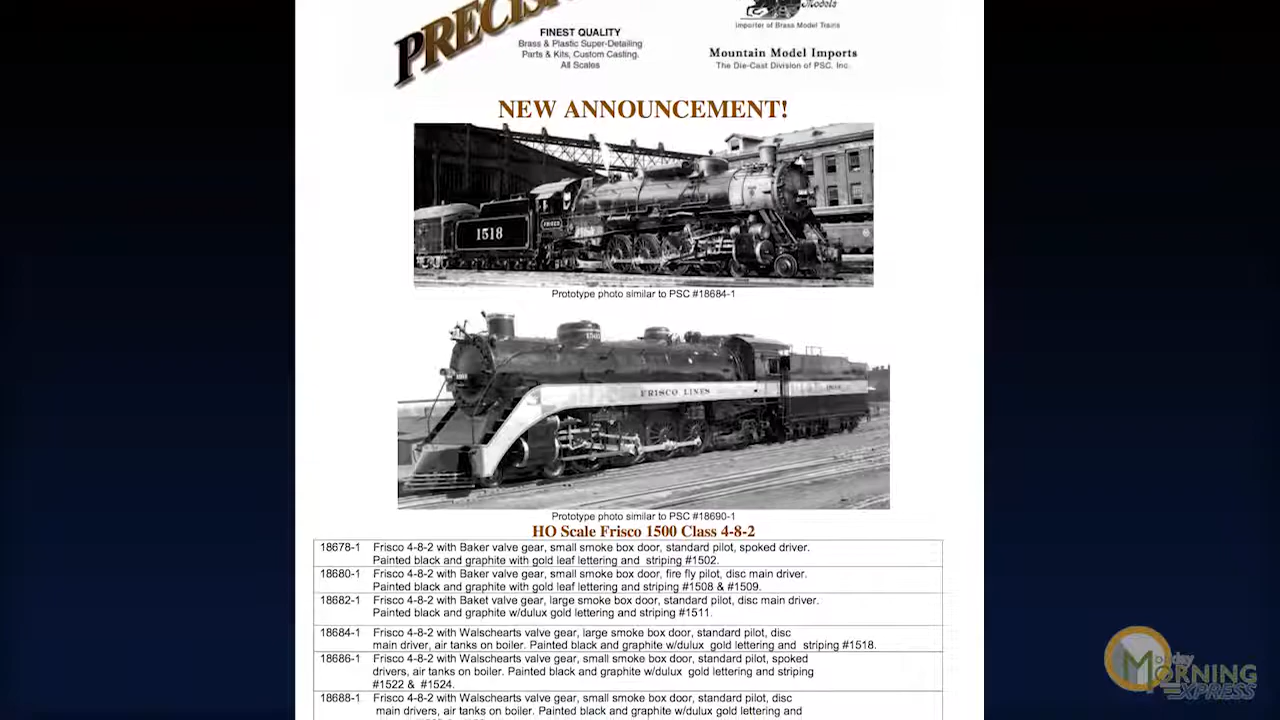 FINEST QUALITY
Brass & Plastic Super-Detailing
Parts & Kits, Custom Casting.
All Scales
Models
Importer of Brass Model Trains
Mountain Model Imports
The Die-Cast Division of PSC, Inc.
NEW ANNOUNCEMENT!
1518
FRISCO
Prototype photo similar to PSC #18684-1
FRISCO LINES
Prototype photo similar to PSC #18690-1
HO Scale Frisco 1500 Class 4-8-2
18678-1 Frisco 4-8-2 with Baker valve gear, small smoke box door, standard pilot, spoked driver.
Painted black and graphite with gold leaf lettering and striping #1502.
18680-1 Frisco 4-8-2 with Baker valve gear, small smoke box door, fire fly pilot, disc main driver.
Painted black and graphite with gold leaf lettering and striping #1508 & #1509.
18682-1 Frisco 4-8-2 with Baket valve gear, large smoke box door, standard pilot, disc main driver.
Painted black and graphite w/dulux gold lettering and striping #1511.
18684-1 Frisco 4-8-2 with Walschearts valve gear, large smoke box door, standard pilot, disc
main driver, air tanks on boiler. Painted black and graphite w/dulux gold lettering and striping #1518.
18686-1 Frisco 4-8-2 with Walschearts valve gear, small smoke box door, standard pilot, spoked
drivers, air tanks on boiler. Painted black and graphite w/dulux gold lettering and striping
#1522 & #1524.
18688-1 Frisco 4-8-2 with Walschearts valve gear, small smoke box door, standard pilot, disc
main drivers, air tanks on boiler. Painted black and graphite w/dulux gold lettering and
Monday
MORNING
EXPRESS